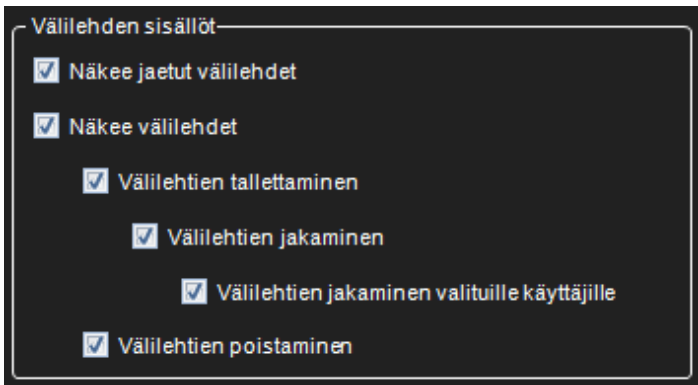 Välilehden sisällöt
Näkee jaetut välilehdet
Näkee välilehdet
Välilehtien tallettaminen
Välilehtien jakaminen
Välilehtien jakaminen valituille käyttäjille
Välilehtien poistaminen